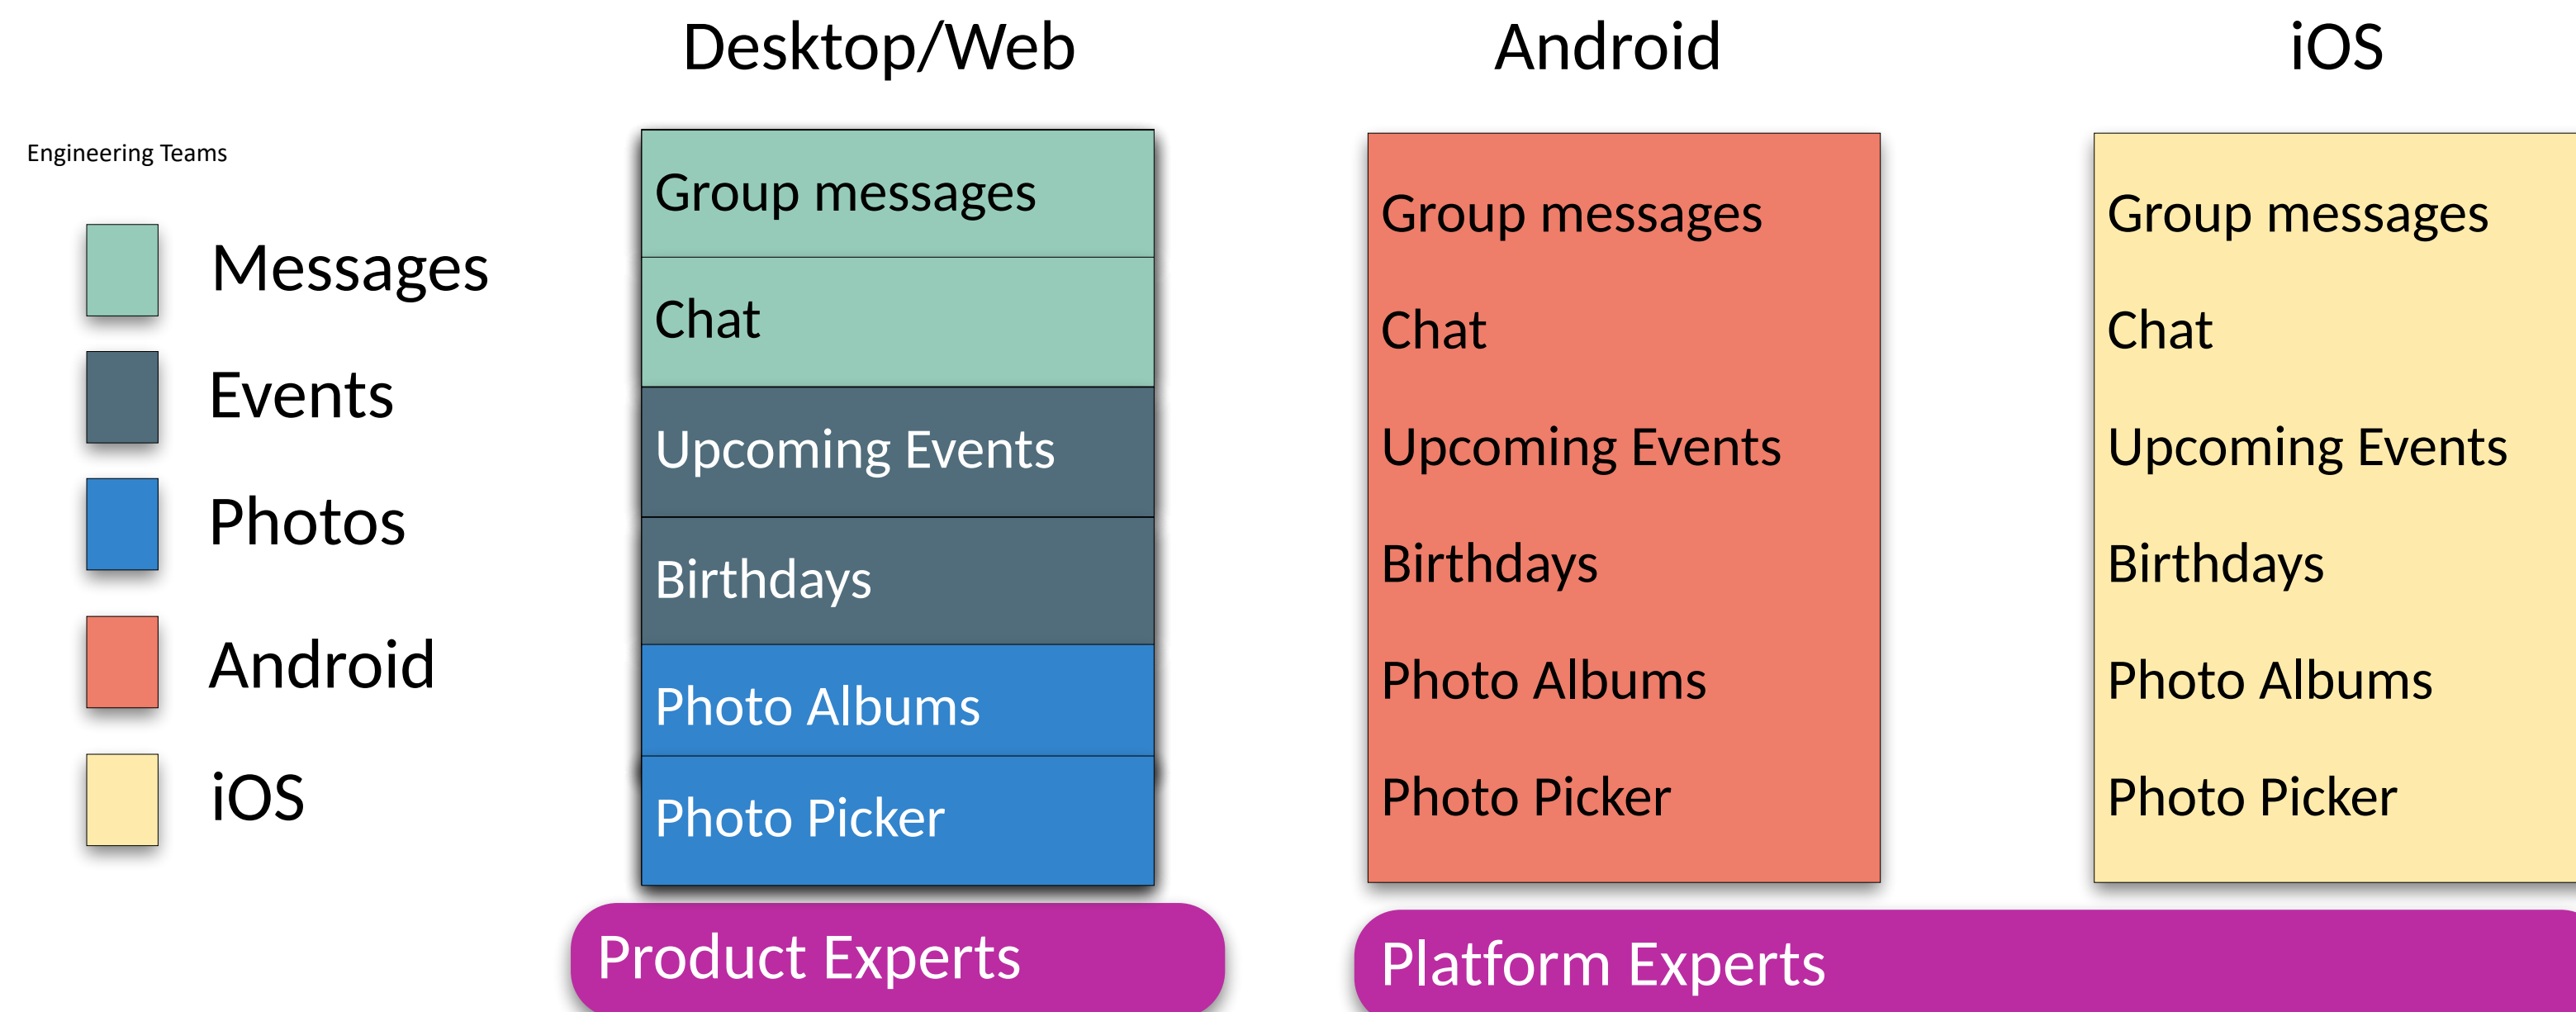 Desktop/Web
Android
iOS
Engineering Teams
Messages
Events
Photos
Android
iOS
Group messages
Chat
Upcoming Events
Birthdays
Photo Albums
Photo Picker
Group messages
Chat
Upcoming Events
Birthdays
Photo Albums
Photo Picker
Group messages
Chat
Upcoming Events
Birthdays
Photo Albums
Photo Picker
Product Experts
Platform Experts